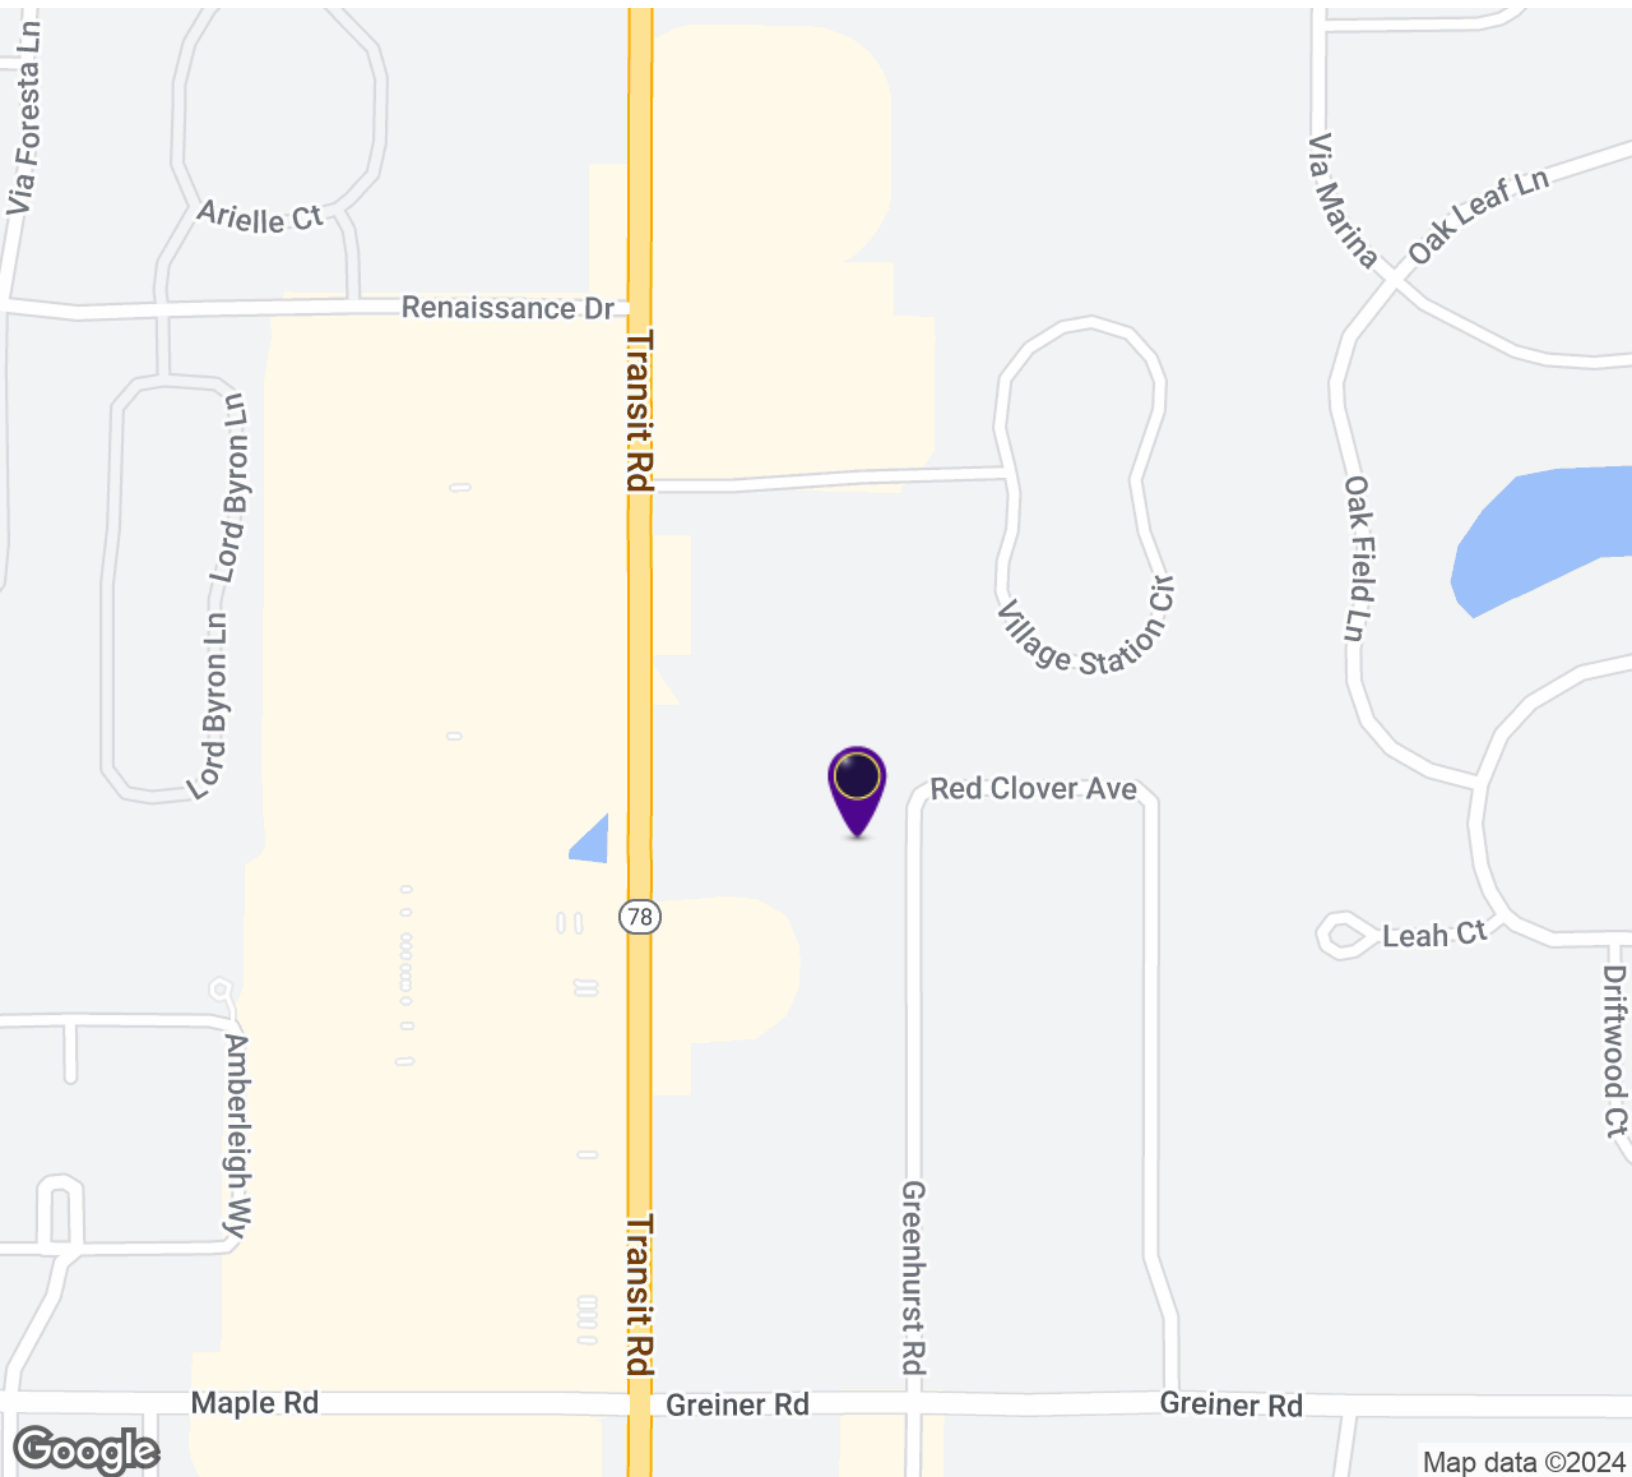 Via Foresta Ln
Via Marina
Oak Leaf Ln
Arielle Ct
Renaissance Dr
Transit Rd
Lord Byron Ln
Oak Field Ln
Village Station Cir
Lord Byron Ln
Red Clover Ave
78
Leah Ct
Driftwood Ct
Amberleigh Wy
Greenhurst Rd
Transit Rd
Maple Rd
Greiner Rd
Greiner Rd
Google
Map data ©2024